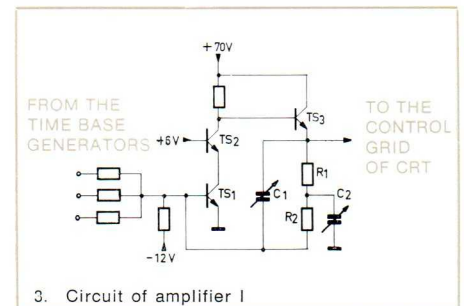 +70V
FROM THE
TIME BASE
GENERATORS
+6V
TS2
TS3
TO THE
CONTROL
GRID
OF CRT
TS1
C1
R1
C2
R2
-12V
3. Circuit of amplifier I